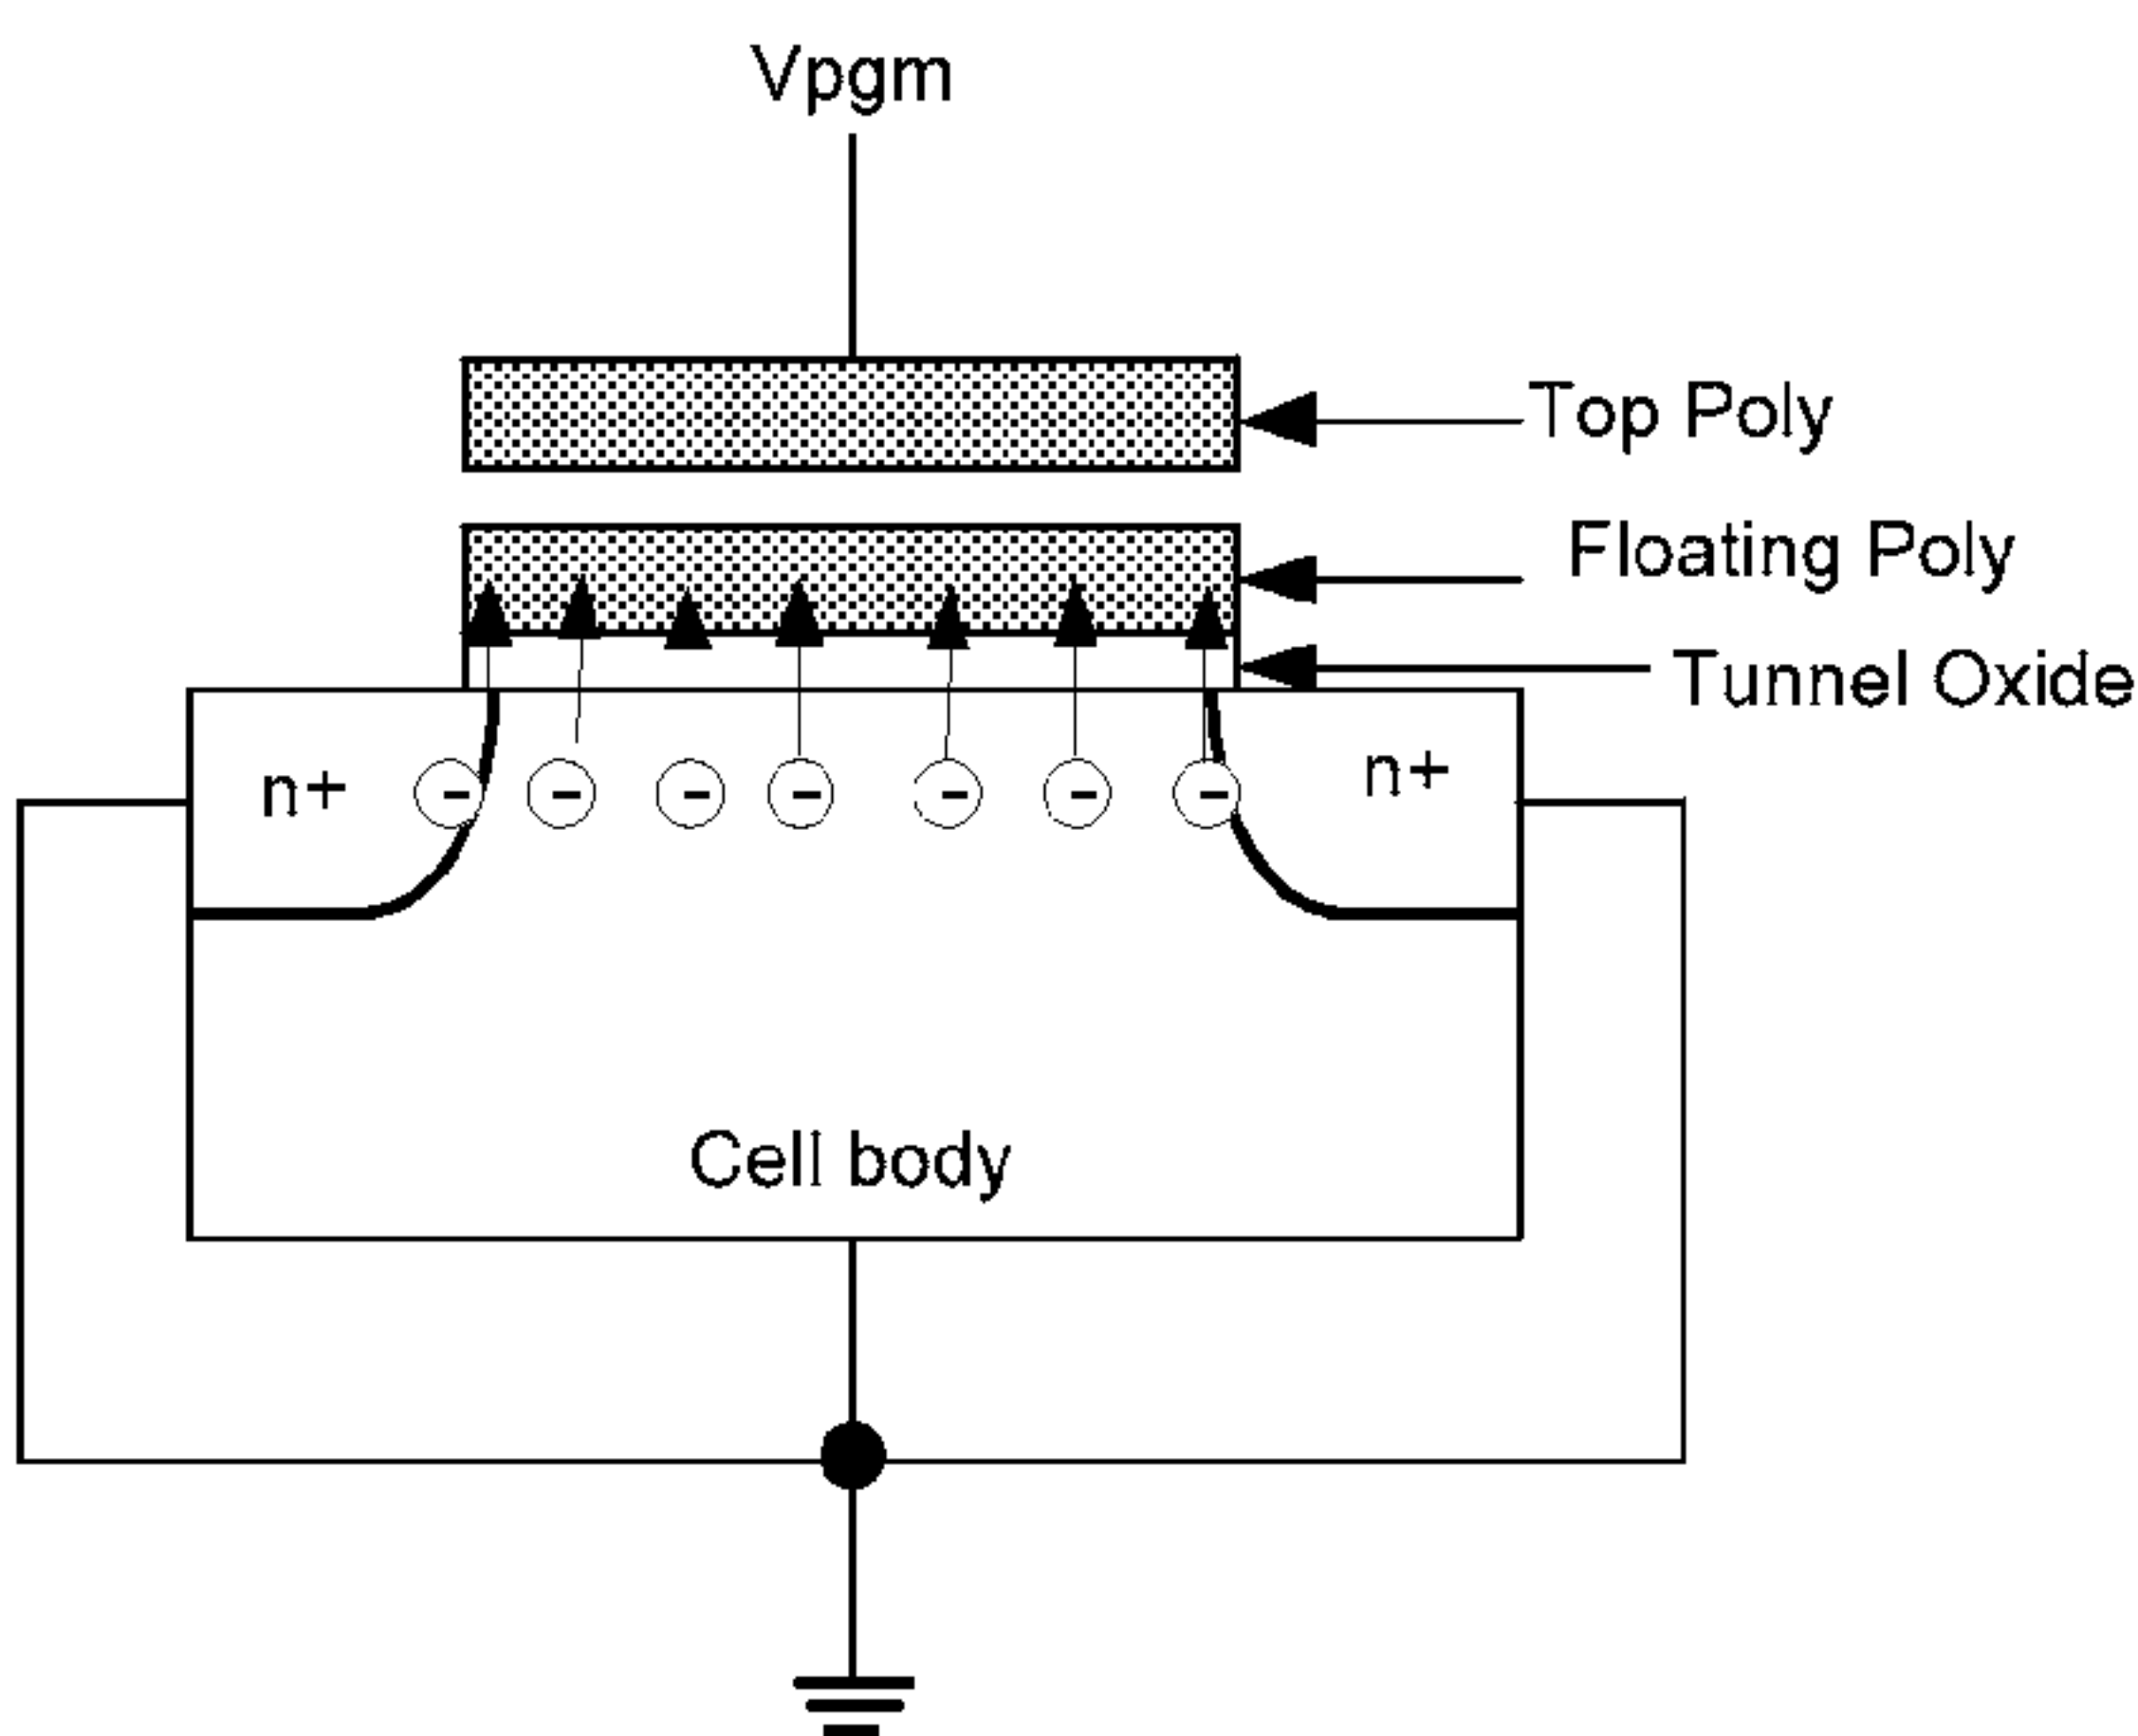 Vpgm
Top Poly
Floating Poly
Tunnel Oxide
n+
n+
- - - - - - -
Cell body